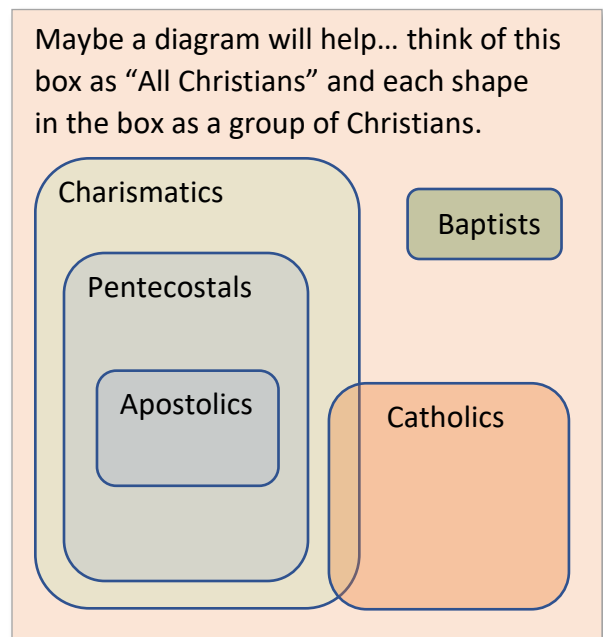 Maybe a diagram will help… think of this
box as “All Christians” and each shape
in the box as a group of Christians.
Charismatics
Baptists
Pentecostals
Apostolics
Catholics